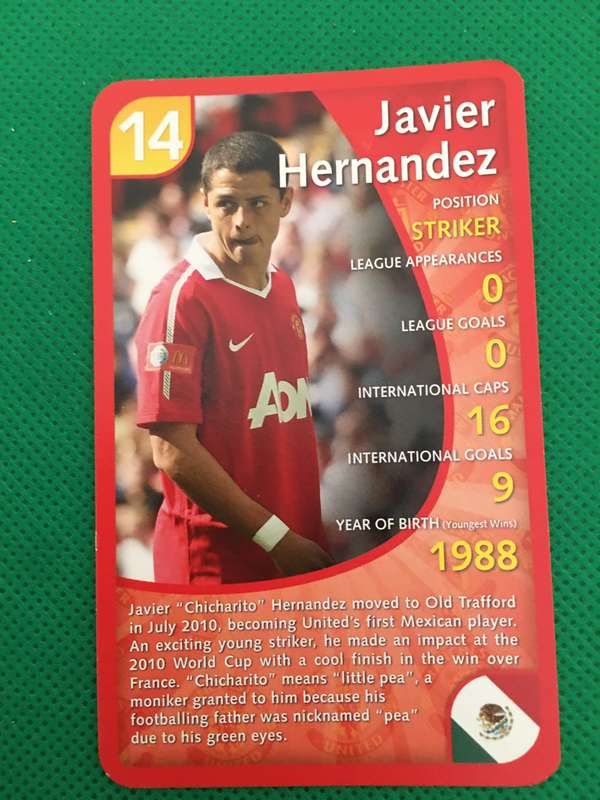 14
Javier
Hernandez
POSITION
STRIKER
LEAGUE APPEARANCES
0
LEAGUE GOALS
0
INTERNATIONAL CAPS
16
INTERNATIONAL GOALS
9
YEAR OF BIRTH (Youngest Wins)
1988
AON
Javier “Chicharito” Hernandez moved to Old Trafford
in July 2010, becoming United's first Mexican player.
An exciting young striker, he made an impact at the
2010 World Cup with a cool finish in the win over
France. “Chicharito” means “little pea”, a
moniker granted to him because his
footballing father was nicknamed “pea”
due to his green eyes.
UNITED